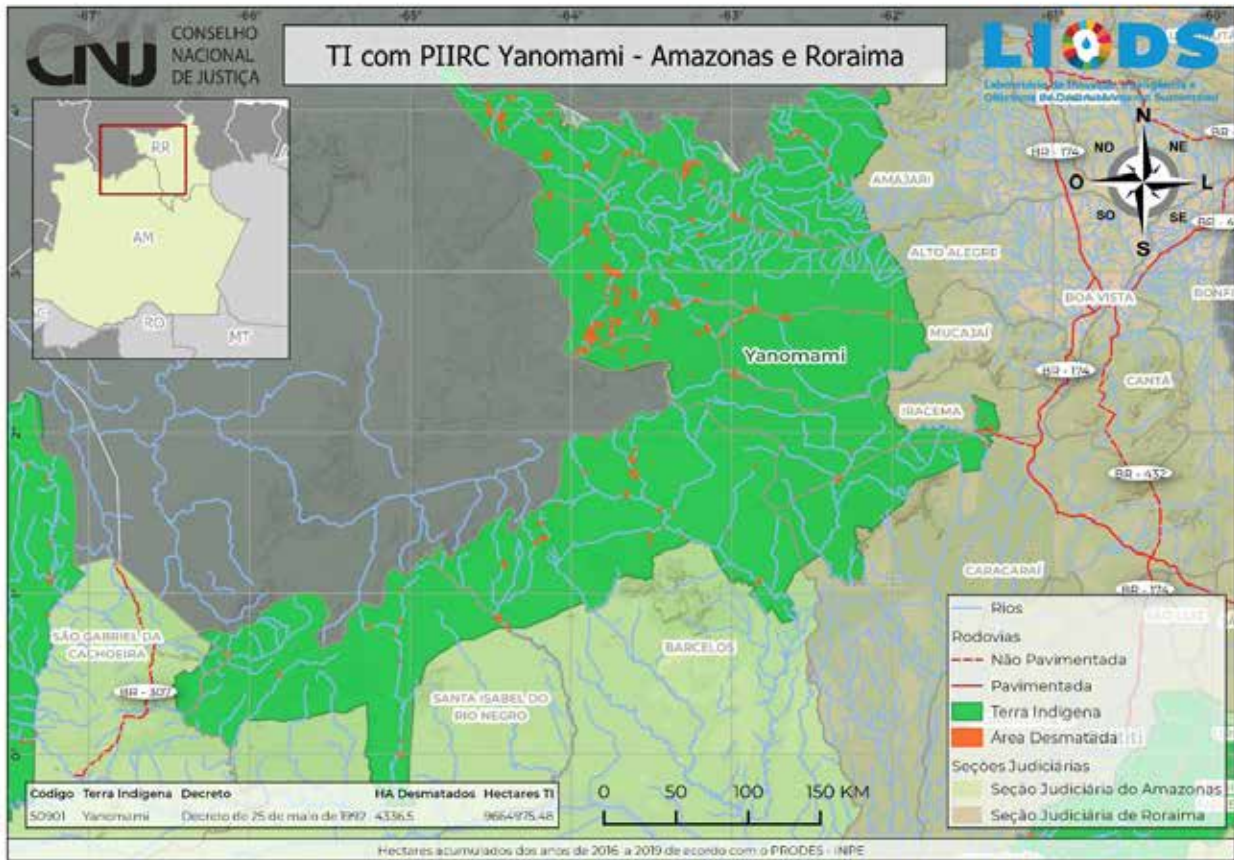 CNJ
CONSELHO
NACIONAL
DE JUSTIÇA
TI com PIIRC Yanomami - Amazonas e Roraima
LIODS
-67
-66
-65
-64
-63
-60
RR
AM
RO
MT
N
NO
NE
O
L
SO
SE
S
BR - 174
AMAJARI
ALTO ALEGRE
BOA VISTA
MUCAJAÍ
Yanomami
BR - 174
CANTÁ
IRACEMA
BR - 432
CARACARAÍ
BR - 174
SÃO GABRIEL DA
CACHOEIRA
BARCELOS
BR - 307
SANTA ISABEL DO
RIO NEGRO
Rios
Rodovias
Não Pavimentada
Pavimentada
Terra Indígena
Área Desmatada
Seções Judiciárias
Seção Judiciária do Amazonas
Seção Judiciária de Roraima
Código Terra Indígena Decreto HA Desmatados Hectares TI
50901 Yanomami Decreto de 25 de maio de 1992 4336.5 9664975.48
0 50 100 150 KM
Hectares acumulados dos anos de 2016 a 2019 de acordo com o PRODES - INPE